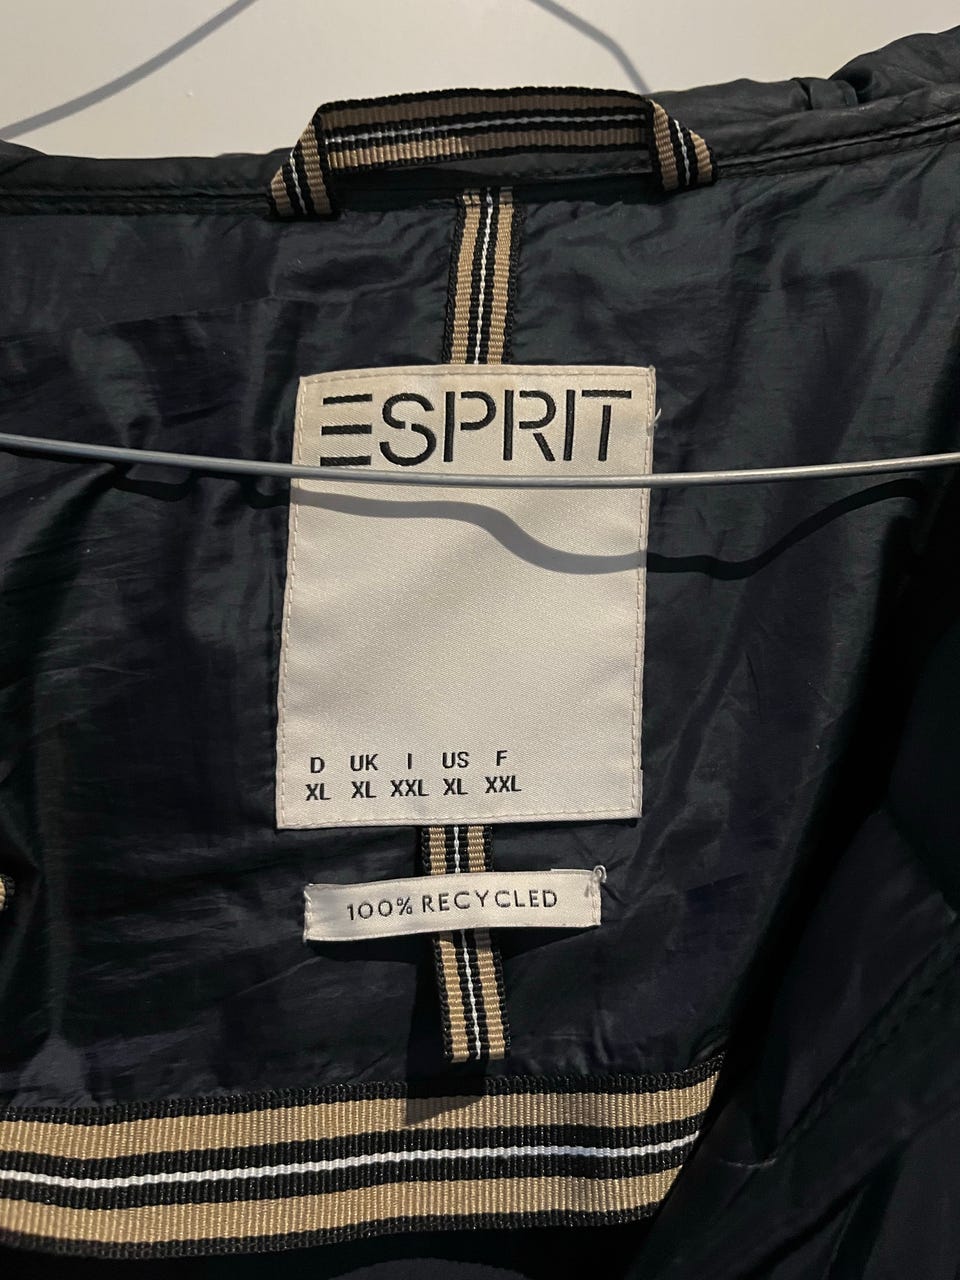 ESPRIT
D UK I US F
XL XL XXL XL XXL
100% RECYCLED